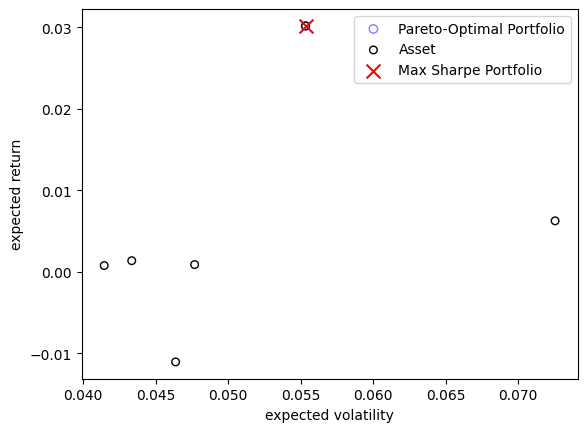 Pareto-Optimal Portfolio
Asset
Max Sharpe Portfolio
0.03
0.02
0.01
0.00
−0.01
expected return
0.040 0.045 0.050 0.055 0.060 0.065 0.070
expected volatility